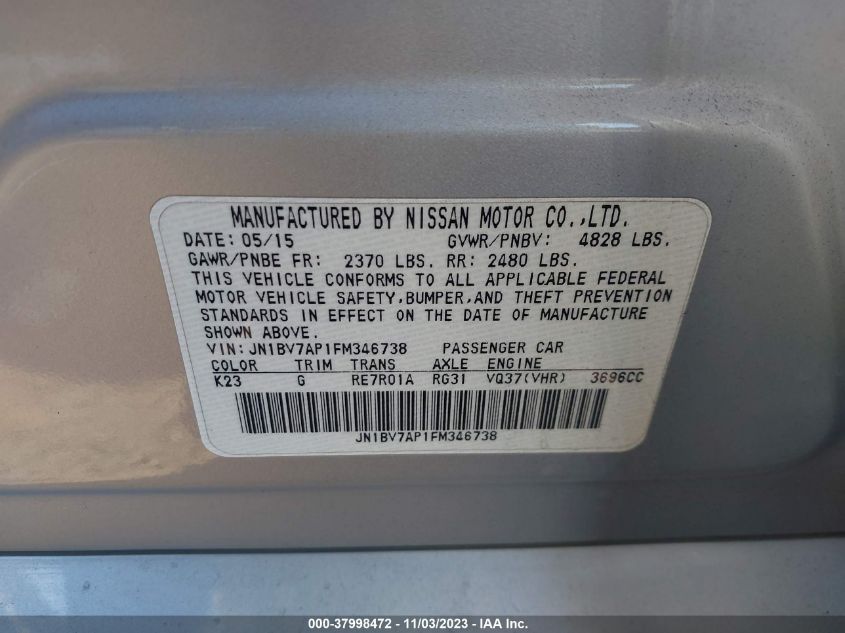 MANUFACTURED BY NISSAN MOTOR CO.,LTD.
DATE: 05/15 GVWR/PNBV: 4828 LBS.
GAWR/PNBE FR: 2370 LBS. RR: 2480 LBS.
THIS VEHICLE CONFORMS TO ALL APPLICABLE FEDERAL
MOTOR VEHICLE SAFETY,BUMPER,AND THEFT PREVENTION
STANDARDS IN EFFECT ON THE DATE OF MANUFACTURE
SHOWN ABOVE.
VIN:JN1BV7AP1FM346738 PASSENGER CAR
COLOR TRIM TRANS AXLE ENGINE
K23 G RE7R01A RG31 VQ37(VHR) 3696CC
JN1BV7AP1FM346738
000-37998472 - 11/03/2023 - IAA Inc.